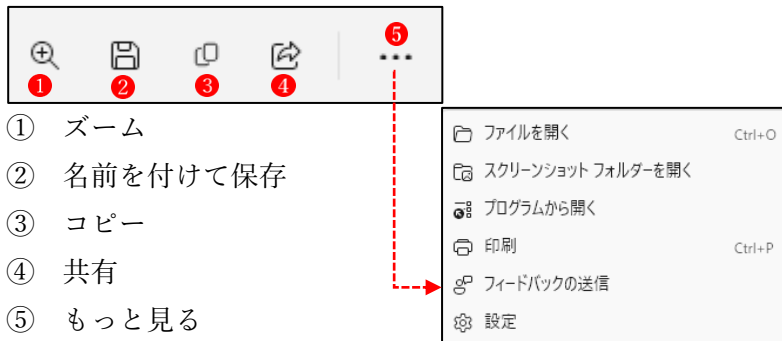 ❶ ❷ ❸ ❹ ❺
① ズーム
② 名前を付けて保存
③ コピー
④ 共有
⑤ もっと見る
ファイルを開く Ctrl+O
スクリーンショット フォルダーを開く
プログラムから開く
印刷 Ctrl+P
フィードバックの送信
設定